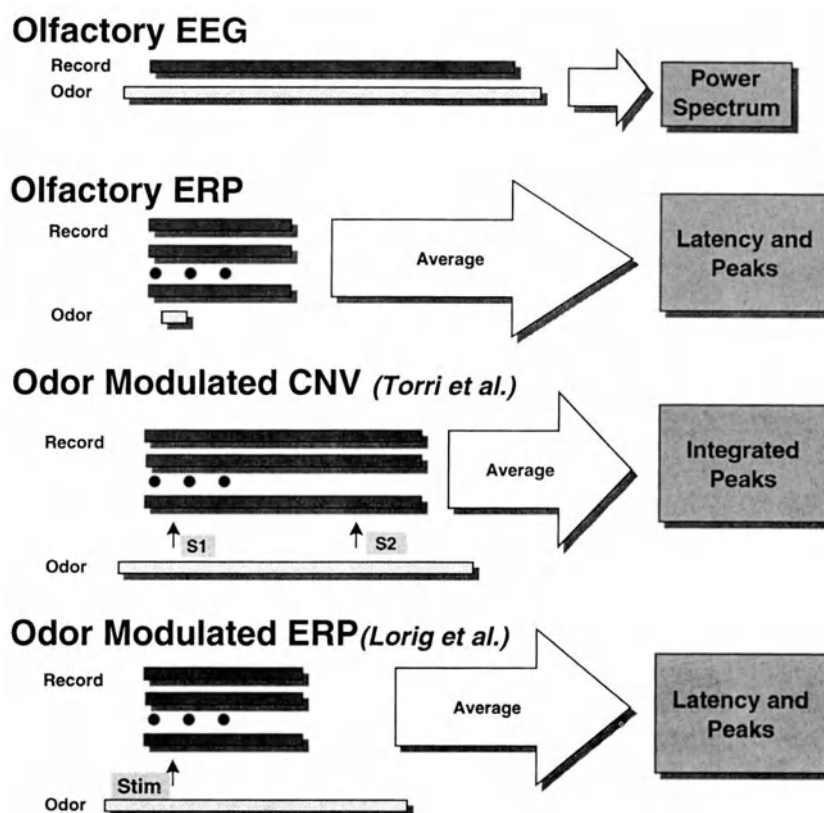 Olfactory EEG
Record
Odor
Power
Spectrum
Olfactory ERP
Record
Odor
Average
Latency and
Peaks
Odor Modulated CNV (Torri et al.)
Record
S1
S2
Odor
Average
Integrated
Peaks
Odor Modulated ERP(Lorig et al.)
Record
Stim
Odor
Average
Latency and
Peaks